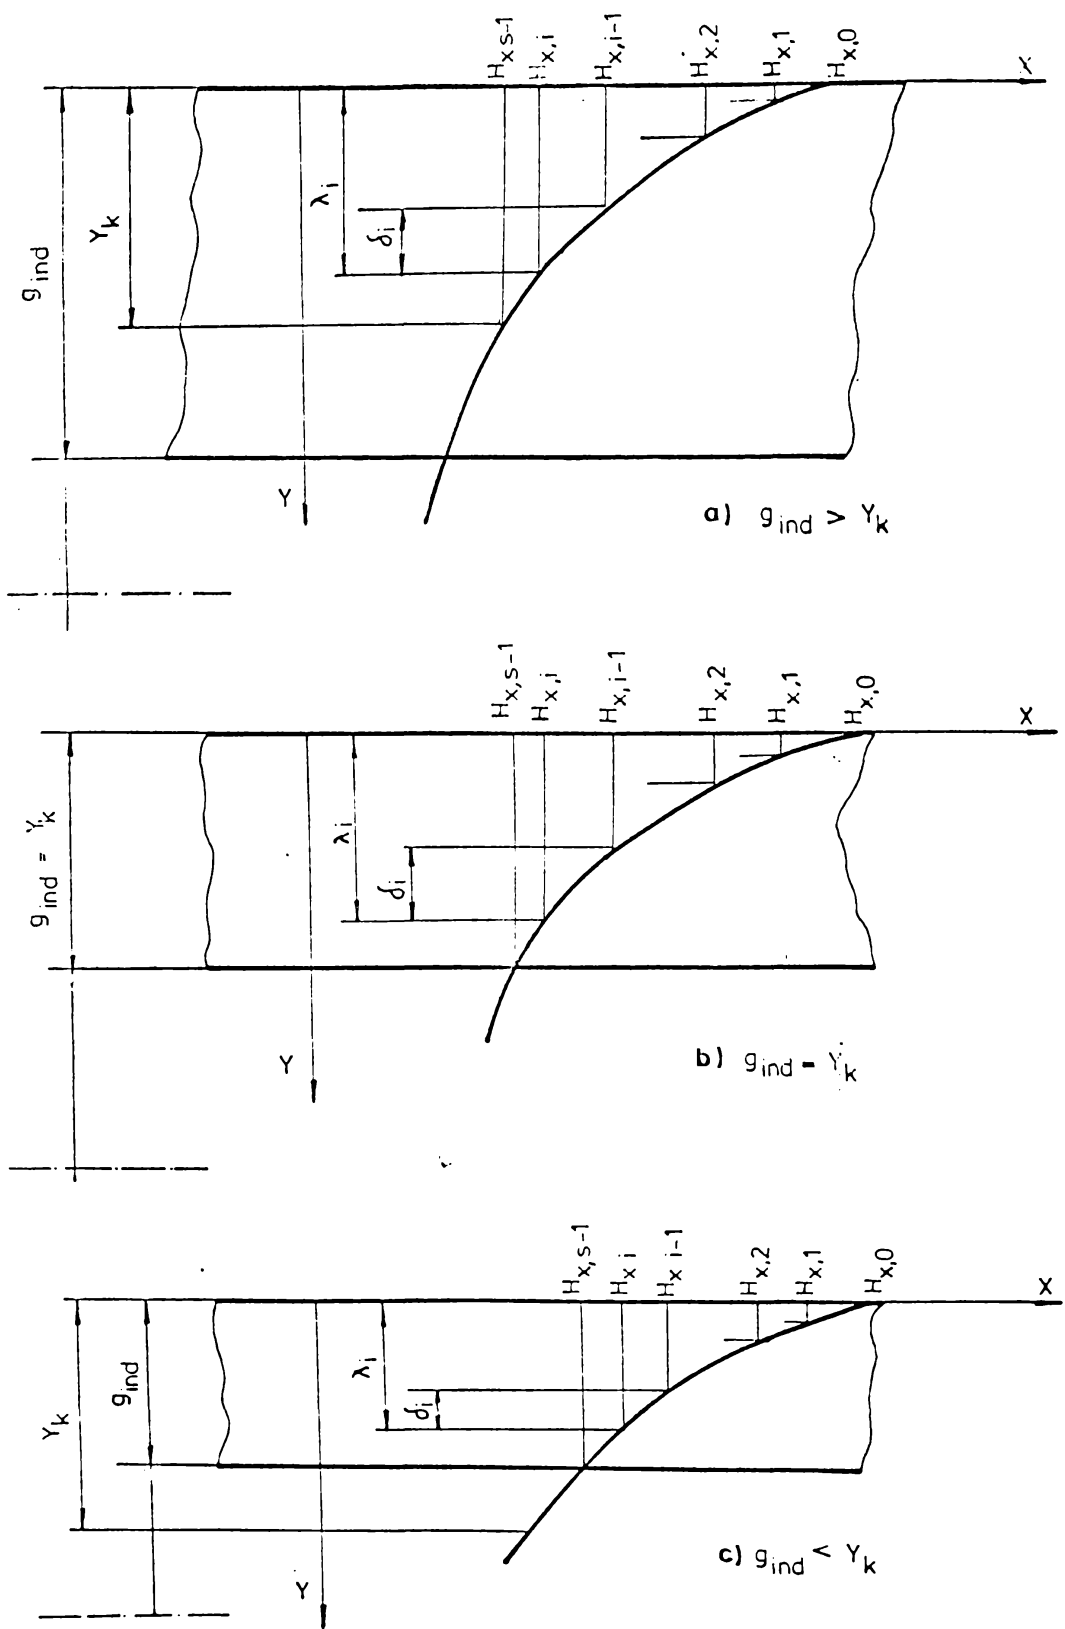 H_x s-1
H_x,i
H_x,i-1
H_x,2
H_x,1
H_x,0
X
λ_i
δ_i
Y_k
g_ind
Y
a) g_ind > Y_k
H_x,s-1
H_x,i
H_x,i-1
H_x,2
H_x,1
H_x,0
X
λ_i
δ_i
g_ind = Y_k
Y
b) g_ind = Y_k
H_x,s-1
H_x i
H_x i-1
H_x,2
H_x,1
H_x,0
X
λ_i
δ_i
g_ind
Y_k
Y
c) g_ind < Y_k